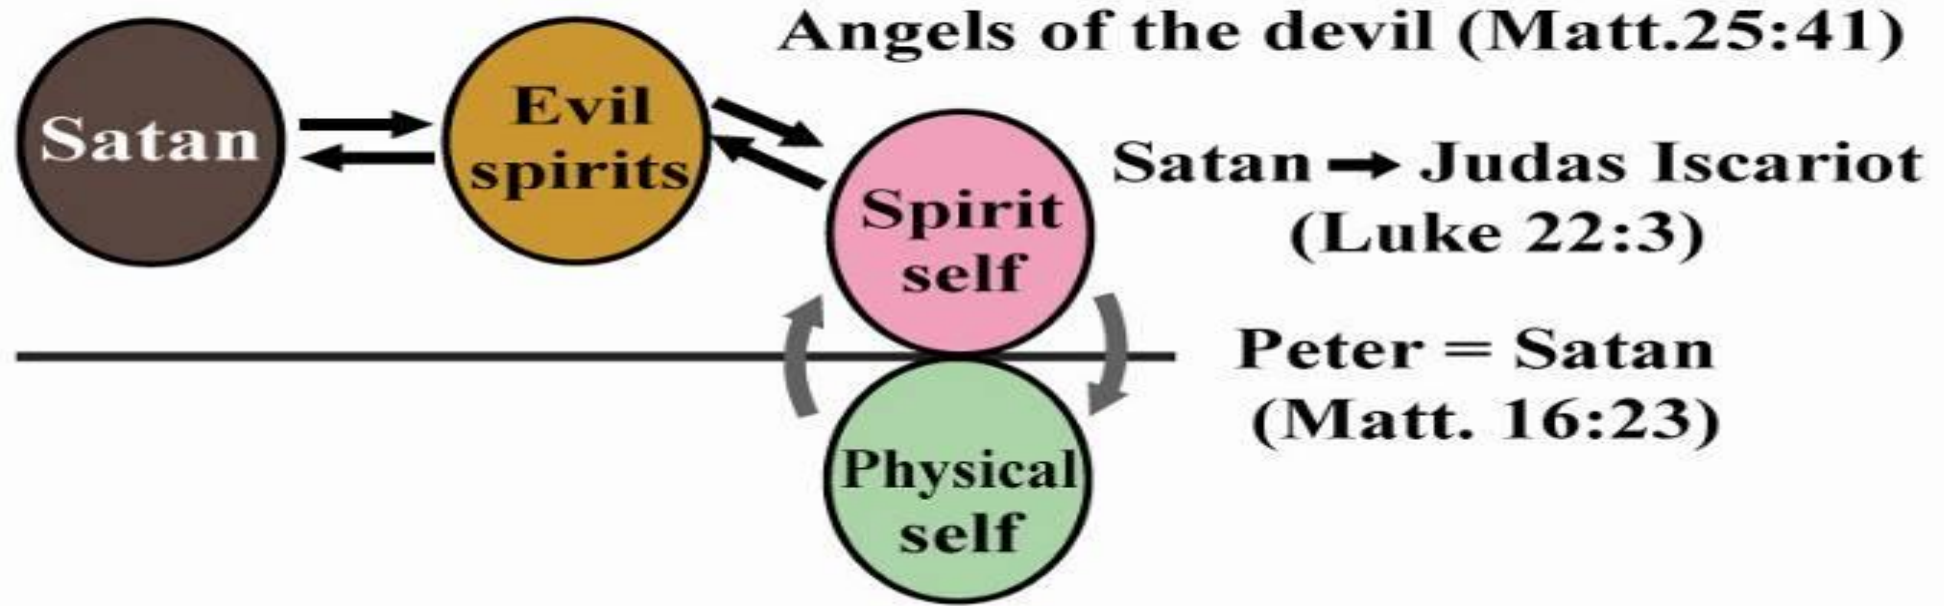 Angels of the devil (Matt.25:41)
Satan
Evil
spirits
Spirit
self
Satan → Judas Iscariot
(Luke 22:3)
Peter = Satan
(Matt. 16:23)
Physical
self